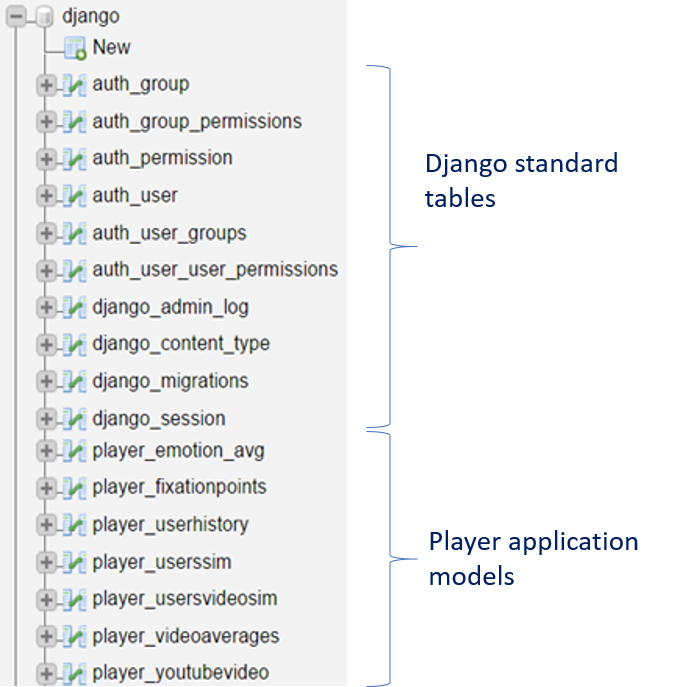 django
New
auth_group
auth_group_permissions
auth_permission
auth_user
auth_user_groups
auth_user_user_permissions
django_admin_log
django_content_type
django_migrations
django_session
player_emotion_avg
player_fixationpoints
player_userhistory
player_userssim
player_usersvideosim
player_videoaverages
player_youtubevideo
Django standard
tables
Player application
models